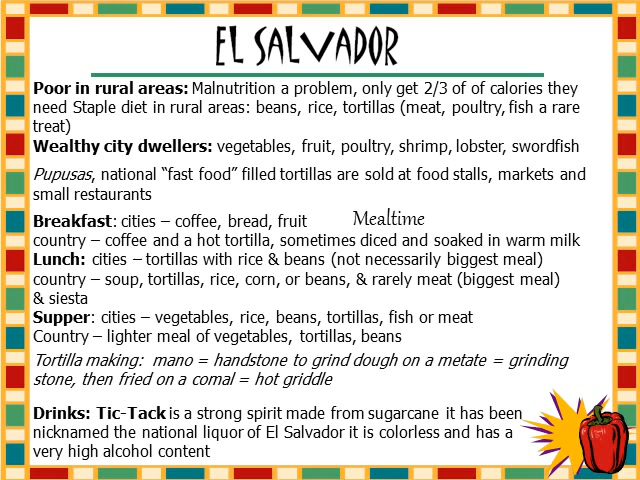 EL SALVADOR
Poor in rural areas: Malnutrition a problem, only get 2/3 of of calories they
need Staple diet in rural areas: beans, rice, tortillas (meat, poultry, fish a rare
treat)
Wealthy city dwellers: vegetables, fruit, poultry, shrimp, lobster, swordfish
Pupusas, national “fast food” filled tortillas are sold at food stalls, markets and
small restaurants
Mealtime
Breakfast: cities – coffee, bread, fruit
country – coffee and a hot tortilla, sometimes diced and soaked in warm milk
Lunch: cities – tortillas with rice & beans (not necessarily biggest meal)
country – soup, tortillas, rice, corn, or beans, & rarely meat (biggest meal)
& siesta
Supper: cities – vegetables, rice, beans, tortillas, fish or meat
Country – lighter meal of vegetables, tortillas, beans
Tortilla making: mano = handstone to grind dough on a metate = grinding
stone, then fried on a comal = hot griddle
Drinks: Tic-Tack is a strong spirit made from sugarcane it has been
nicknamed the national liquor of El Salvador it is colorless and has a
very high alcohol content